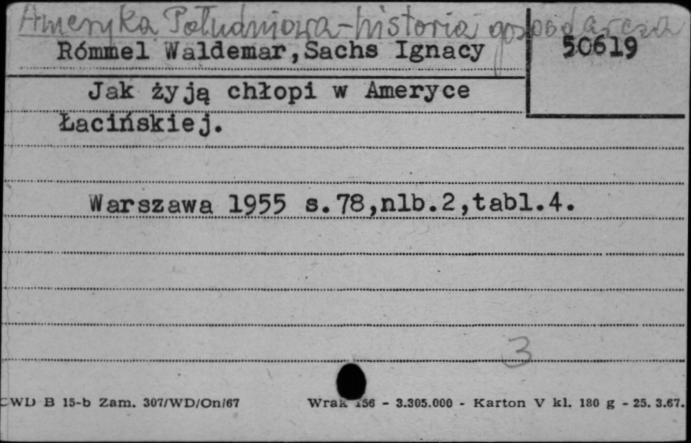 Ameryka Południowa - historia gospodarcza
Rómmel Waldemar,Sachs Ignacy
50619
Jak żyją chłopi w Ameryce
Łacińskiej.
Warszawa 1955 s.78,nlb.2,tabl.4.
3
CWD B 15-b Zam. 307/WD/On/67
Wrak 156 - 3.305.000 - Karton V kl. 180 g - 25. 3.67.